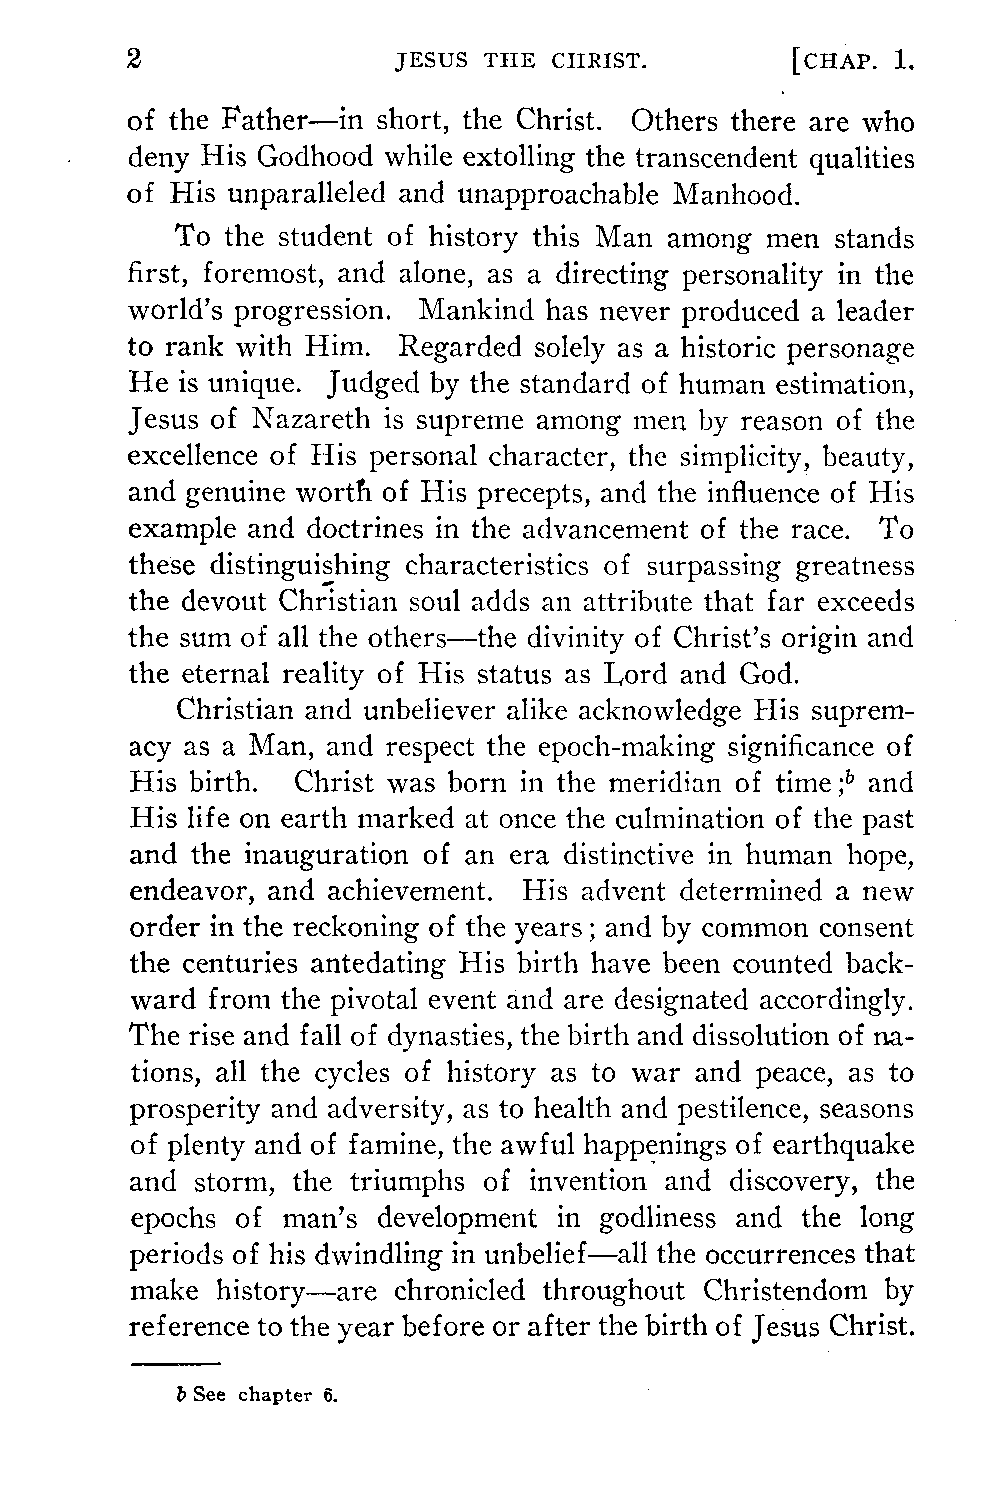 2 JESUS THE CHRIST. [CHAP. 1.
of the Father—in short, the Christ. Others there are who
deny His Godhood while extolling the transcendent qualities
of His unparalleled and unapproachable Manhood.
To the student of history this Man among men stands
first, foremost, and alone, as a directing personality in the
world's progression. Mankind has never produced a leader
to rank with Him. Regarded solely as a historic personage
He is unique. Judged by the standard of human estimation,
Jesus of Nazareth is supreme among men by reason of the
excellence of His personal character, the simplicity, beauty,
and genuine worth of His precepts, and the influence of His
example and doctrines in the advancement of the race. To
these distinguishing characteristics of surpassing greatness
the devout Christian soul adds an attribute that far exceeds
the sum of all the others—the divinity of Christ's origin and
the eternal reality of His status as Lord and God.
Christian and unbeliever alike acknowledge His suprem-
acy as a Man, and respect the epoch-making significance of
His birth. Christ was born in the meridian of time;b and
His life on earth marked at once the culmination of the past
and the inauguration of an era distinctive in human hope,
endeavor, and achievement. His advent determined a new
order in the reckoning of the years; and by common consent
the centuries antedating His birth have been counted back-
ward from the pivotal event and are designated accordingly.
The rise and fall of dynasties, the birth and dissolution of na-
tions, all the cycles of history as to war and peace, as to
prosperity and adversity, as to health and pestilence, seasons
of plenty and of famine, the awful happenings of earthquake
and storm, the triumphs of invention and discovery, the
epochs of man's development in godliness and the long
periods of his dwindling in unbelief—all the occurrences that
make history—are chronicled throughout Christendom by
reference to the year before or after the birth of Jesus Christ.
b See chapter 6.